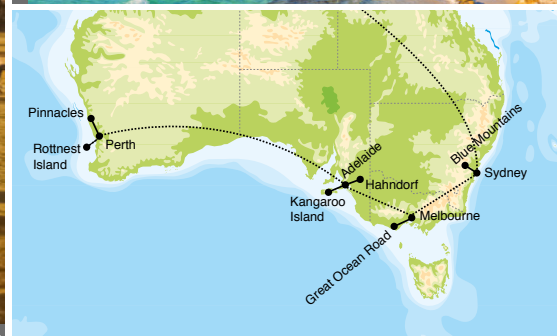 Pinnacles
Rottnest
Island
Perth
Adelaide
Hahndorf
Kangaroo
Island
Blue Mountains
Sydney
Melbourne
Great Ocean Road